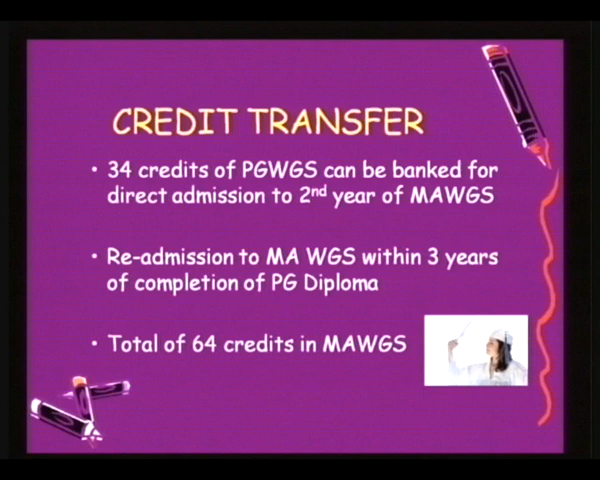 CREDIT TRANSFER
• 34 credits of PGWGS can be banked for
direct admission to 2nd year of MAWGS
• Re-admission to MA WGS within 3 years
of completion of PG Diploma
• Total of 64 credits in MAWGS